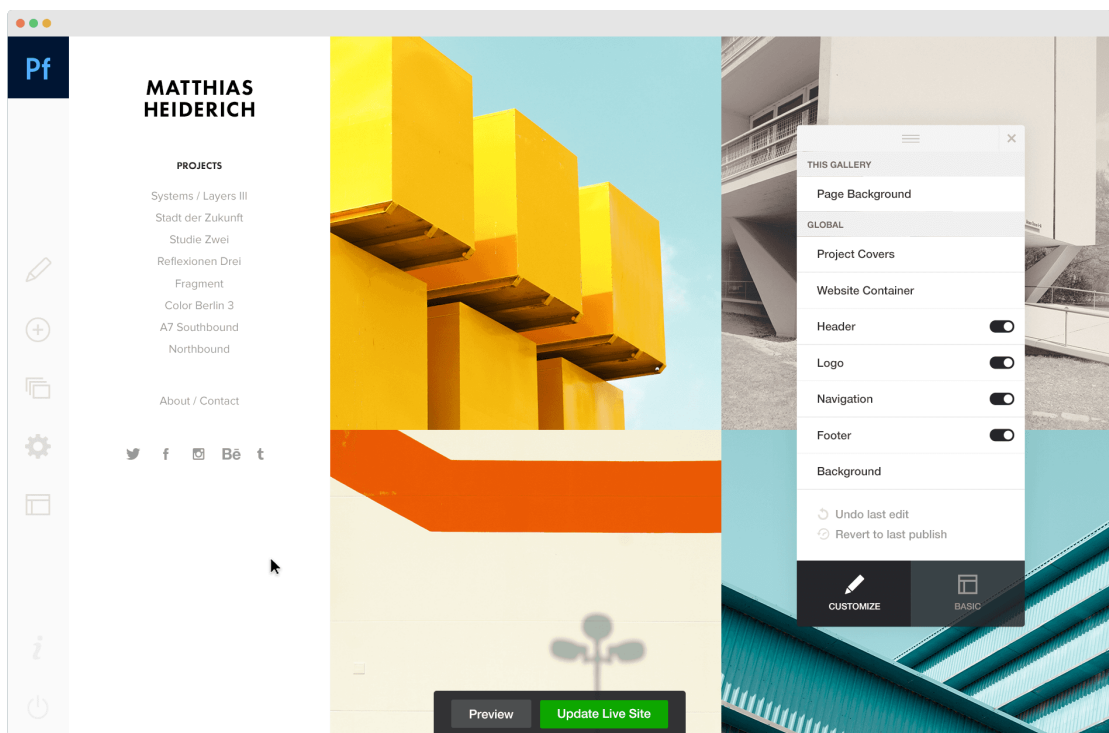 Pf
MATTHIAS
HEIDERICH
PROJECTS
Systems / Layers III
Stadt der Zukunft
Studie Zwei
Reflexionen Drei
Fragment
Color Berlin 3
A7 Southbound
Northbound
About / Contact
f Bē t
i
THIS GALLERY
Page Background
GLOBAL
Project Covers
Website Container
Header
Logo
Navigation
Footer
Background
Undo last edit
Revert to last publish
CUSTOMIZE
BASIC
Preview
Update Live Site